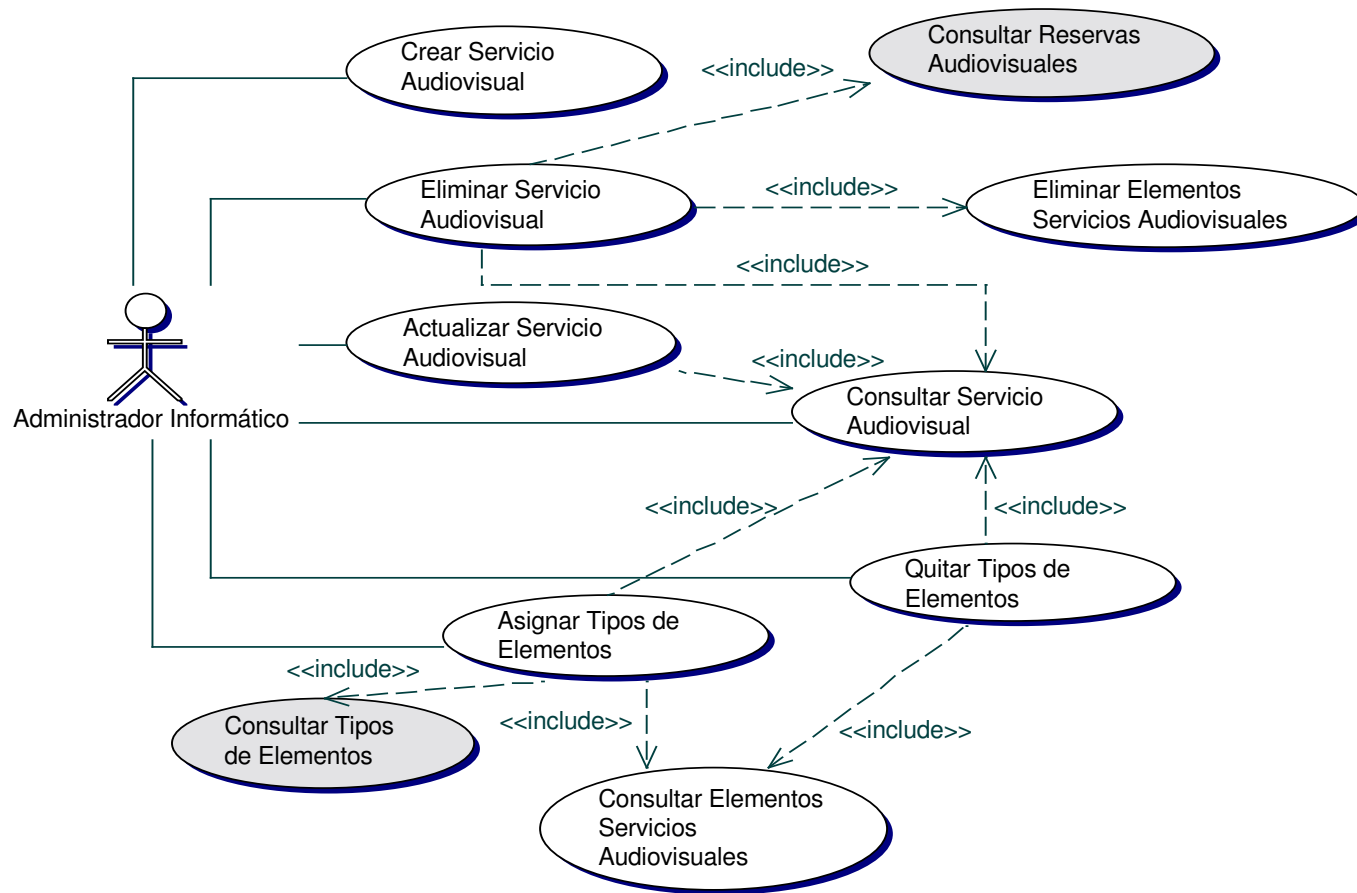 Crear Servicio
Audiovisual
Consultar Reservas
Audiovisuales
<<include>>
Eliminar Servicio
Audiovisual
<<include>>
Eliminar Elementos
Servicios Audiovisuales
<<include>>
Actualizar Servicio
Audiovisual
<<include>>
Administrador Informático
Consultar Servicio
Audiovisual
<<include>>
<<include>>
Quitar Tipos de
Elementos
Asignar Tipos de
Elementos
<<include>>
Consultar Tipos
de Elementos
<<include>>
<<include>>
Consultar Elementos
Servicios
Audiovisuales